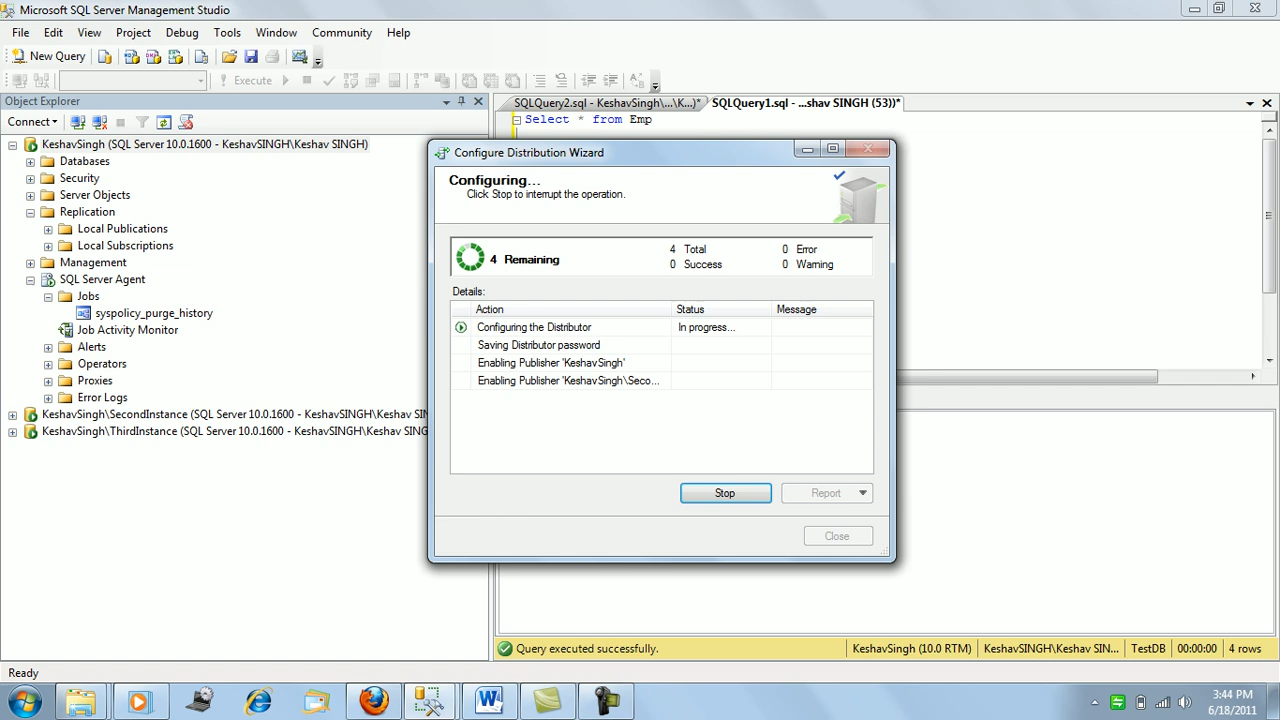 Microsoft SQL Server Management Studio
File Edit View Project Debug Tools Window Community Help
New Query
Execute
Object Explorer
SQLQuery2.sql - KeshavSingh\...\K...)* SQLQuery1.sql - ...shav SINGH (53))*
Connect
Select * from Emp
KeshavSingh (SQL Server 10.0.1600 - KeshavSINGH\Keshav SINGH)
Databases
Security
Server Objects
Replication
Local Publications
Local Subscriptions
Management
SQL Server Agent
Jobs
syspolicy_purge_history
Job Activity Monitor
Alerts
Operators
Proxies
Error Logs
KeshavSingh\SecondInstance (SQL Server 10.0.1600 - KeshavSINGH\Keshav SINGH
KeshavSingh\ThirdInstance (SQL Server 10.0.1600 - KeshavSINGH\Keshav SING
Configure Distribution Wizard
Configuring...
Click Stop to interrupt the operation.
4 Remaining
4 Total 0 Error
0 Success 0 Warning
Details:
Action Status Message
Configuring the Distributor In progress...
Saving Distributor password
Enabling Publisher 'KeshavSingh'
Enabling Publisher 'KeshavSingh\Seco...
Stop Report
Close
Query executed successfully. KeshavSingh (10.0 RTM) KeshavSINGH\Keshav SIN... TestDB 00:00:00 4 rows
Ready
3:44 PM
6/18/2011